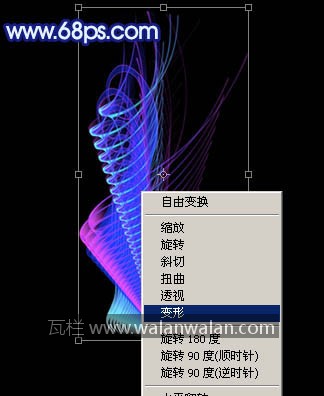 www.68ps.com
自由变换
缩放
旋转
斜切
扭曲
透视
变形
瓦栏 www.walanwalan.com
旋转 180 度
旋转 90 度(顺时针)
旋转 90 度(逆时针)